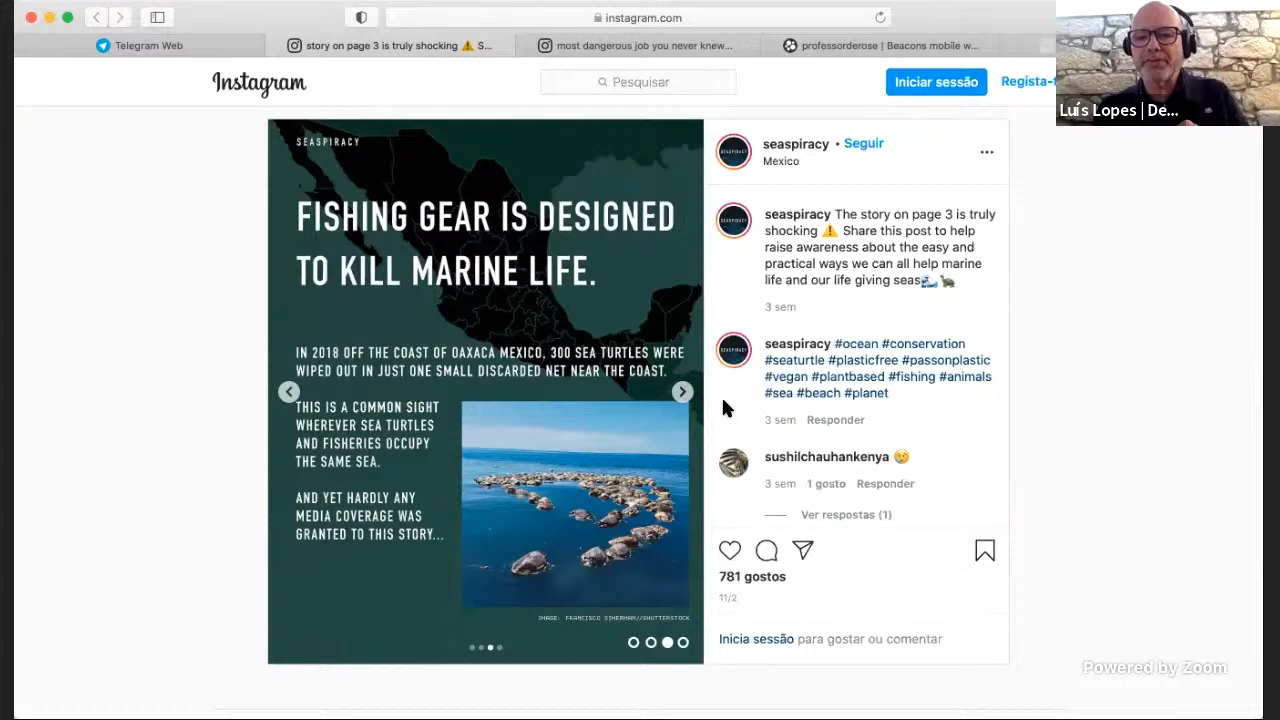 instagram.com
Telegram Web
story on page 3 is truly shocking ⚠️ S...
most dangerous job you never knew...
professorderose | Beacons mobile w...
Instagram
Pesquisar
Iniciar sessão
Regista-t
Luís Lopes | De...
SEASPIRACY
FISHING GEAR IS DESIGNED
TO KILL MARINE LIFE.
IN 2018 OFF THE COAST OF OAXACA MEXICO, 300 SEA TURTLES WERE
WIPED OUT IN JUST ONE SMALL DISCARDED NET NEAR THE COAST.
THIS IS A COMMON SIGHT
WHEREVER SEA TURTLES
AND FISHERIES OCCUPY
THE SAME SEA.
AND YET HARDLY ANY
MEDIA COVERAGE WAS
GRANTED TO THIS STORY...
IMAGE: FRANCISCO
seaspiracy • Seguir
Mexico
seaspiracy The story on page 3 is truly
shocking ⚠️ Share this post to help
raise awareness about the easy and
practical ways we can all help marine
life and our life giving seas🌊🐢
3 sem
seaspiracy #ocean #conservation
#seaturtle #plasticfree #passonplastic
#vegan #plantbased #fishing #animals
#sea #beach #planet
3 sem Responder
sushilchauhankenya 😢
3 sem 1 gosto Responder
Ver respostas (1)
781 gostos
11/2
Inicia sessão para gostar ou comentar
Powered by Zoom